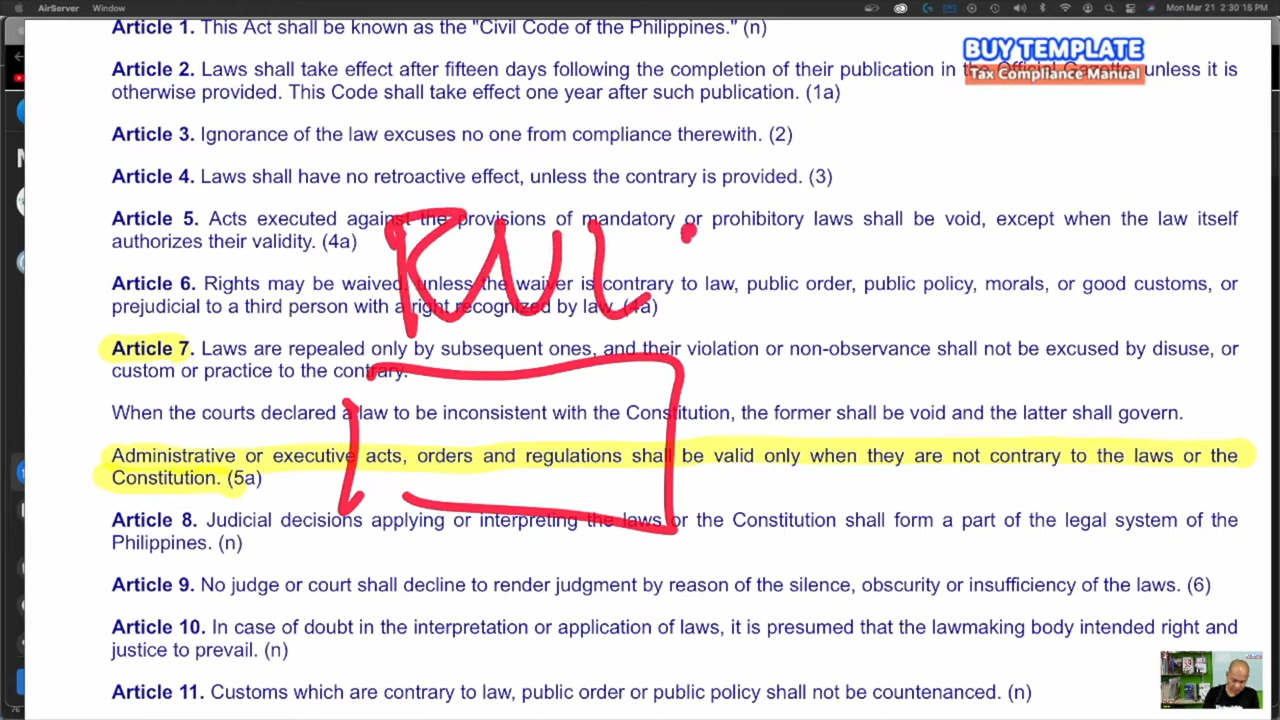 AirServer Window Mon Mar 21 2:30:15 PM
Article 1. This Act shall be known as the "Civil Code of the Philippines." (n)
BUY TEMPLATE
Tax Compliance Manual
Article 2. Laws shall take effect after fifteen days following the completion of their publication in the Official Gazette, unless it is
otherwise provided. This Code shall take effect one year after such publication. (1a)
Article 3. Ignorance of the law excuses no one from compliance therewith. (2)
Article 4. Laws shall have no retroactive effect, unless the contrary is provided. (3)
Article 5. Acts executed against the provisions of mandatory or prohibitory laws shall be void, except when the law itself
authorizes their validity. (4a)
Article 6. Rights may be waived, unless the waiver is contrary to law, public order, public policy, morals, or good customs, or
prejudicial to a third person with a right recognized by law. (4a)
Article 7. Laws are repealed only by subsequent ones, and their violation or non-observance shall not be excused by disuse, or
custom or practice to the contrary.
When the courts declared a law to be inconsistent with the Constitution, the former shall be void and the latter shall govern.
Administrative or executive acts, orders and regulations shall be valid only when they are not contrary to the laws or the
Constitution. (5a)
Article 8. Judicial decisions applying or interpreting the laws or the Constitution shall form a part of the legal system of the
Philippines. (n)
Article 9. No judge or court shall decline to render judgment by reason of the silence, obscurity or insufficiency of the laws. (6)
Article 10. In case of doubt in the interpretation or application of laws, it is presumed that the lawmaking body intended right and
justice to prevail. (n)
Article 11. Customs which are contrary to law, public order or public policy shall not be countenanced. (n)